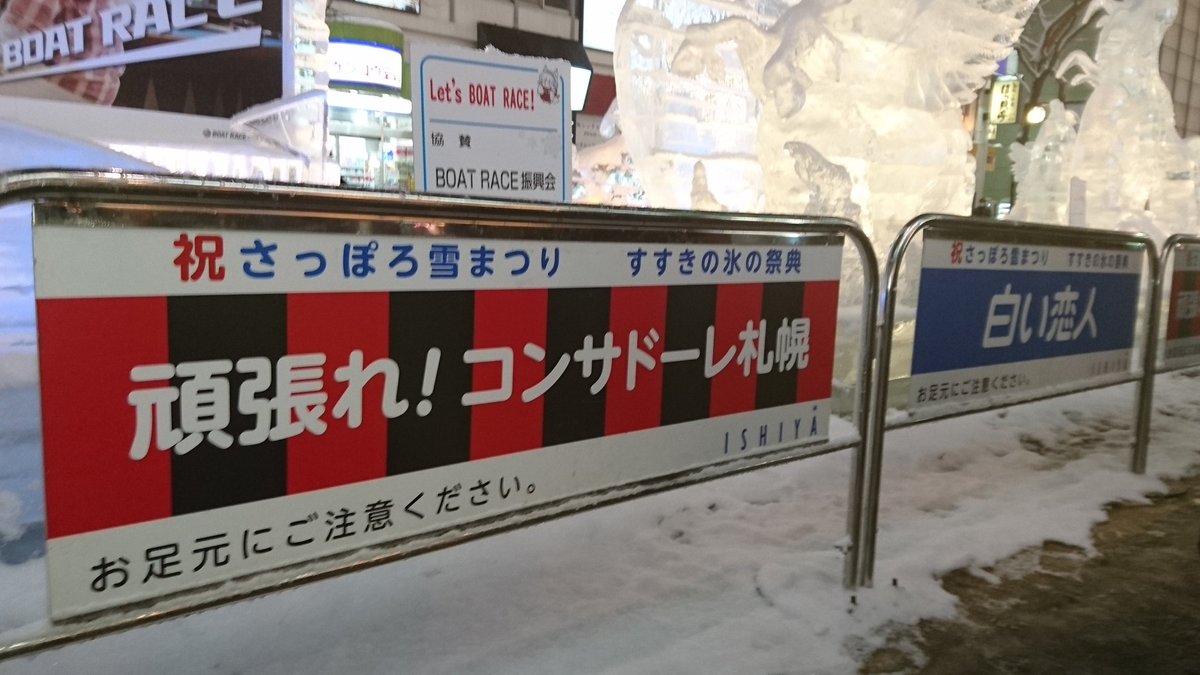 BOAT RACE
BOAT RACE
Let's BOAT RACE!
協賛
BOAT RACE 振興会
祝 さっぽろ雪まつり すすきの氷の祭典
頑張れ!コンサドーレ札幌
ISHIYA
お足元にご注意ください。
祝 さっぽろ雪まつり すすきの氷の祭典
白い恋人
ISHIYA
お足元にご注意ください。